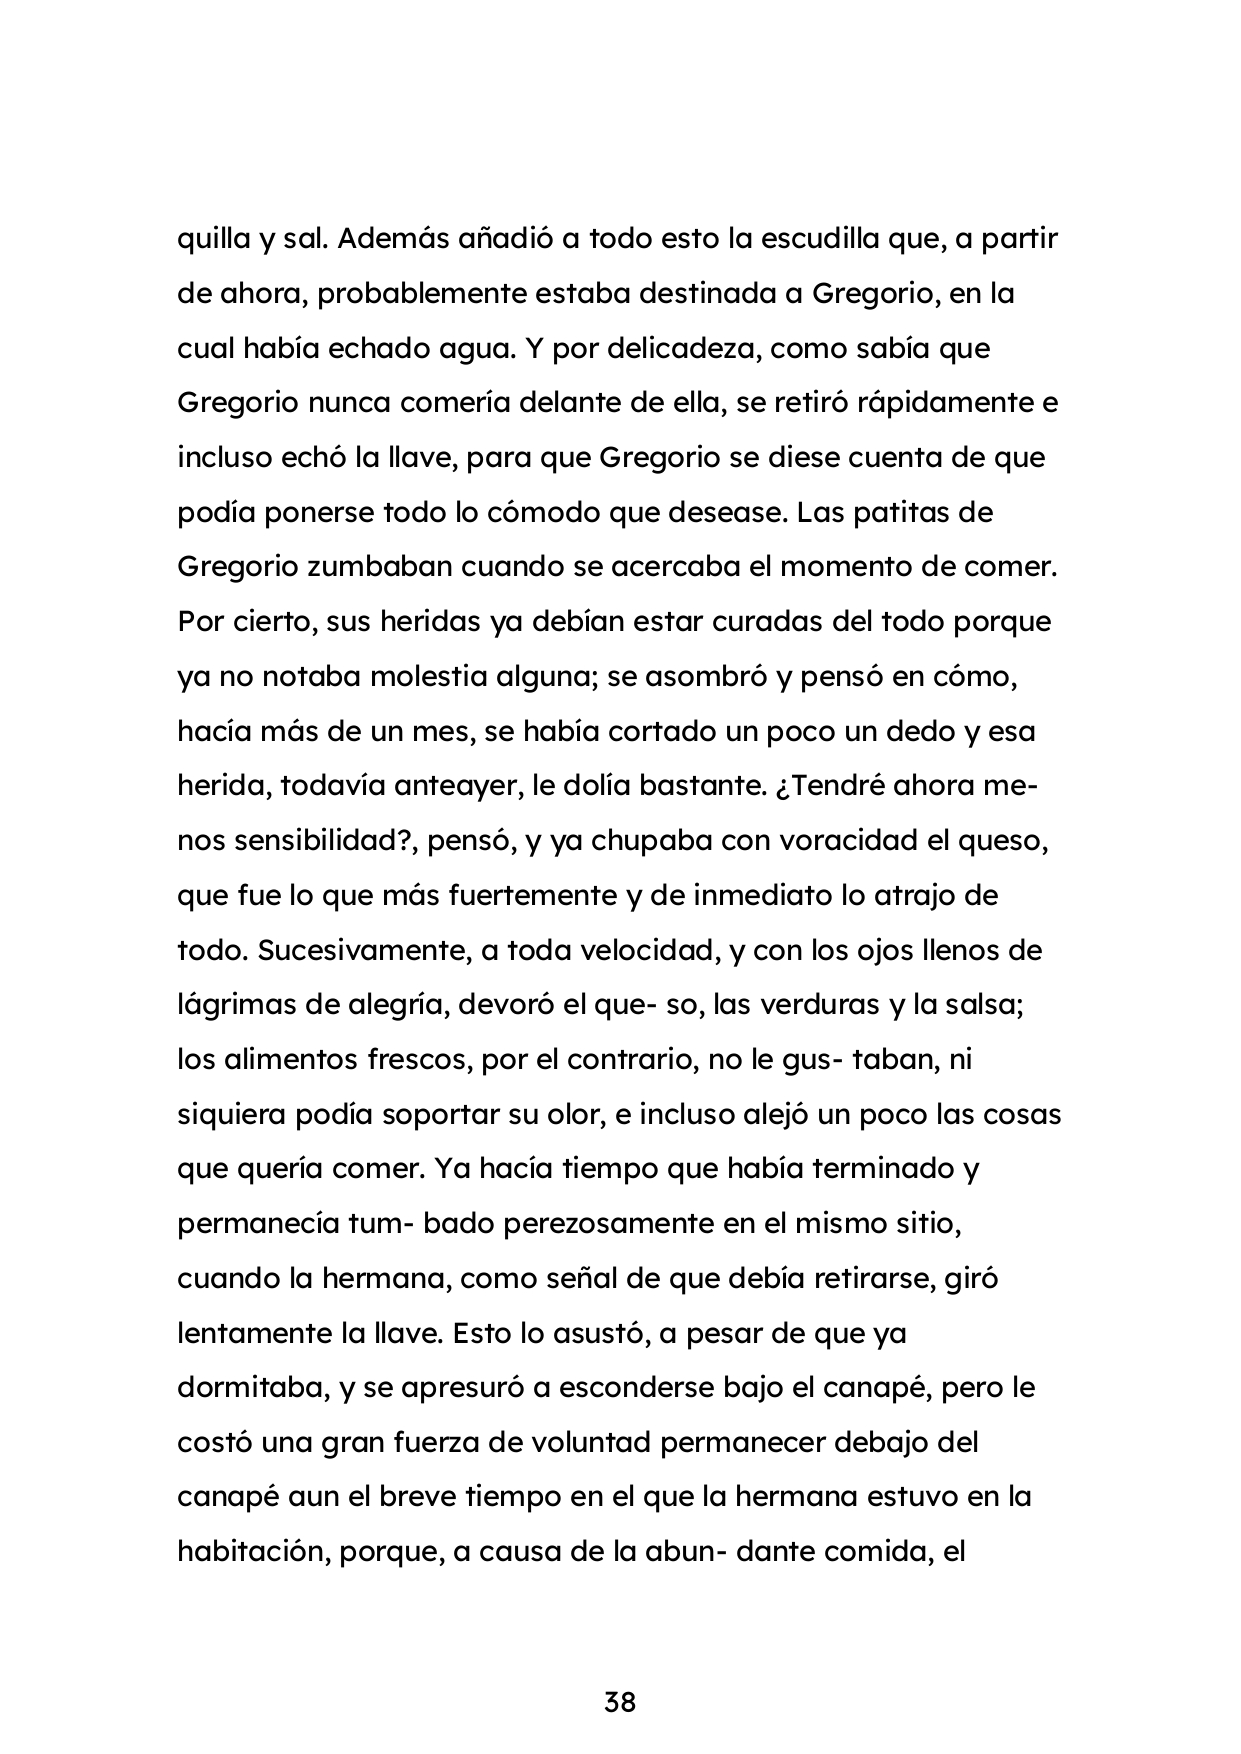 quilla y sal. Además añadió a todo esto la escudilla que, a partir
de ahora, probablemente estaba destinada a Gregorio, en la
cual había echado agua. Y por delicadeza, como sabía que
Gregorio nunca comería delante de ella, se retiró rápidamente e
incluso echó la llave, para que Gregorio se diese cuenta de que
podía ponerse todo lo cómodo que desease. Las patitas de
Gregorio zumbaban cuando se acercaba el momento de comer.
Por cierto, sus heridas ya debían estar curadas del todo porque
ya no notaba molestia alguna; se asombró y pensó en cómo,
hacía más de un mes, se había cortado un poco un dedo y esa
herida, todavía anteayer, le dolía bastante. ¿Tendré ahora me-
nos sensibilidad?, pensó, y ya chupaba con voracidad el queso,
que fue lo que más fuertemente y de inmediato lo atrajo de
todo. Sucesivamente, a toda velocidad, y con los ojos llenos de
lágrimas de alegría, devoró el que- so, las verduras y la salsa;
los alimentos frescos, por el contrario, no le gus- taban, ni
siquiera podía soportar su olor, e incluso alejó un poco las cosas
que quería comer. Ya hacía tiempo que había terminado y
permanecía tum- bado perezosamente en el mismo sitio,
cuando la hermana, como señal de que debía retirarse, giró
lentamente la llave. Esto lo asustó, a pesar de que ya
dormitaba, y se apresuró a esconderse bajo el canapé, pero le
costó una gran fuerza de voluntad permanecer debajo del
canapé aun el breve tiempo en el que la hermana estuvo en la
habitación, porque, a causa de la abun- dante comida, el
38